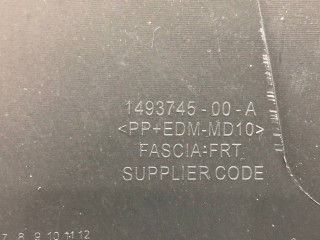 1493745-00-A
<PP+EDM-MD10>
FASCIA:FRT
SUPPLIER CODE
7 8 9 10 11 12